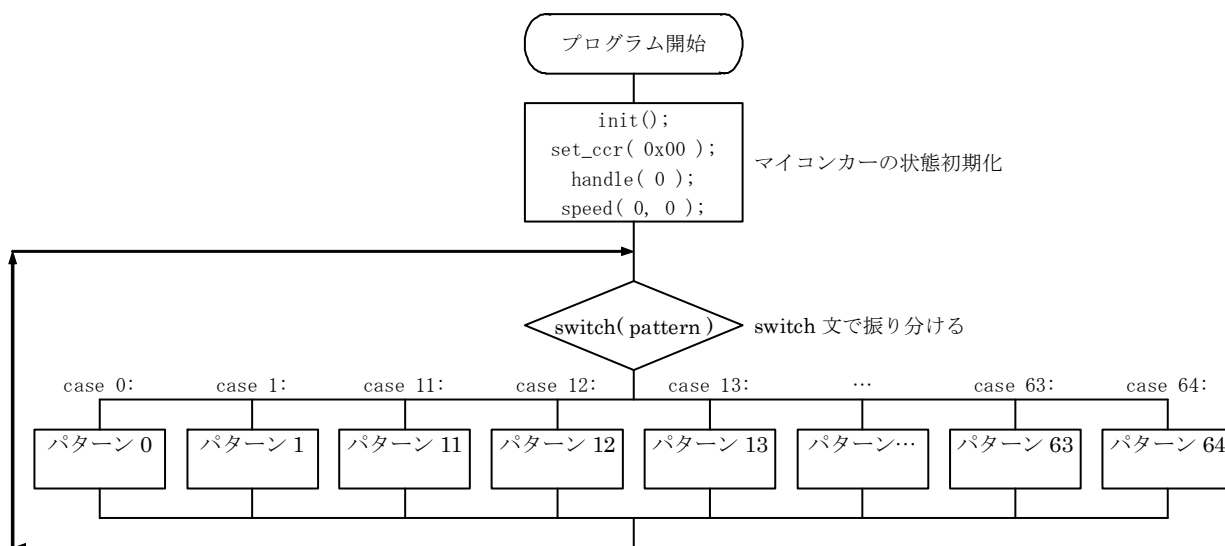 プログラム開始
init();
set_ccr( 0x00 );
handle( 0 );
speed( 0, 0 );
マイコンカーの状態初期化
switch( pattern )
switch 文で振り分ける
case 0:
case 1:
case 11:
case 12:
case 13:
…
case 63:
case 64:
パターン 0
パターン 1
パターン 11
パターン 12
パターン 13
パターン…
パターン 63
パターン 64